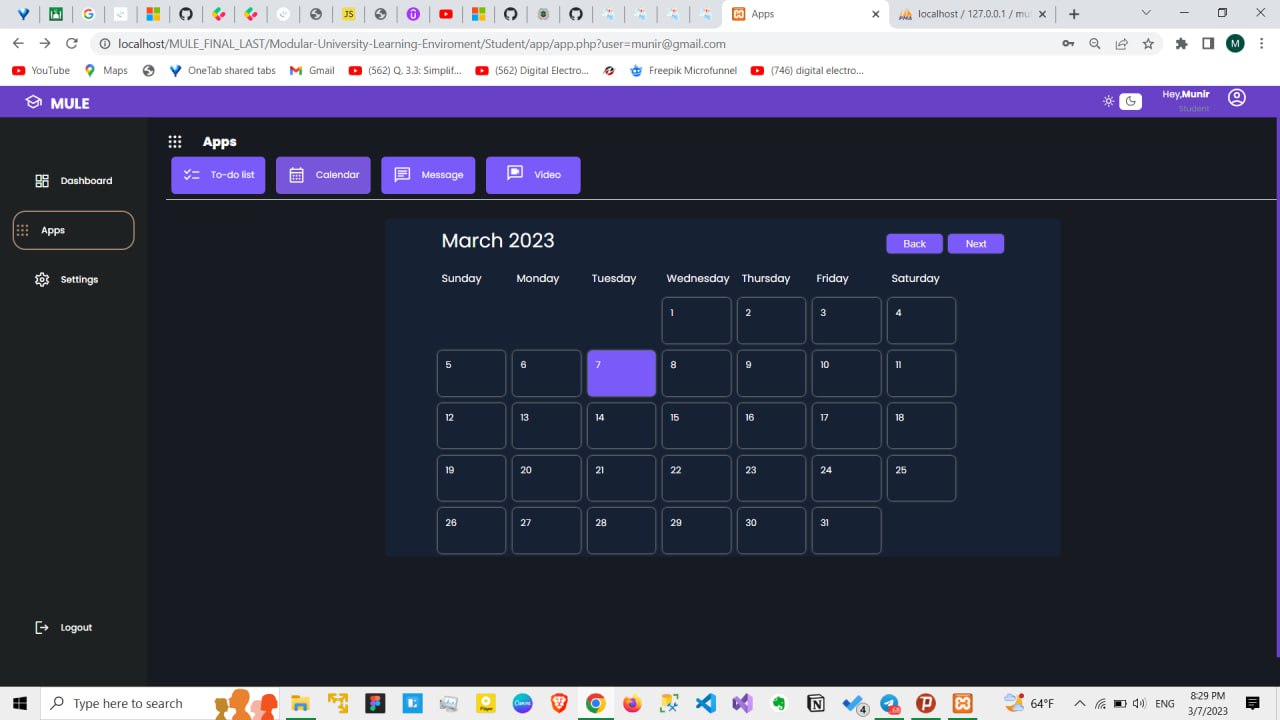 Apps
localhost / 127.0.0.1 / mu
localhost/MULE_FINAL_LAST/Modular-University-Learning-Enviroment/Student/app/app.php?user=munir@gmail.com
M
YouTube
Maps
OneTab shared tabs
Gmail
(562) Q. 3.3: Simplif...
(562) Digital Electro...
Freepik Microfunnel
(746) digital electro...
MULE
Hey,Munir
Student
Apps
To-do list
Calendar
Message
Video
Dashboard
Apps
Settings
Logout
March 2023
Back
Next
Sunday Monday Tuesday Wednesday Thursday Friday Saturday
1 2 3 4
5 6 7 8 9 10 11
12 13 14 15 16 17 18
19 20 21 22 23 24 25
26 27 28 29 30 31
Type here to search
64°F
ENG
8:29 PM
3/7/2023